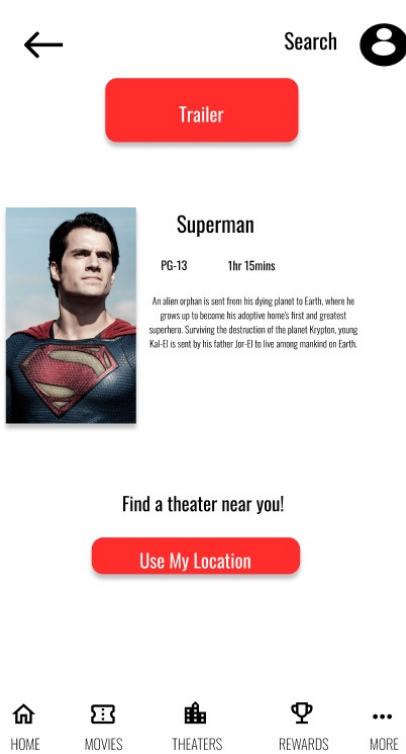 Search
Trailer
Superman
PG-13 1hr 15mins
An alien orphan is sent from his dying planet to Earth, where he
grows up to become his adoptive home's first and greatest
superhero. Surviving the destruction of the planet Krypton, young
Kal-El is sent by his father Jor-El to live among mankind on Earth.
Find a theater near you!
Use My Location
HOME MOVIES THEATERS REWARDS MORE